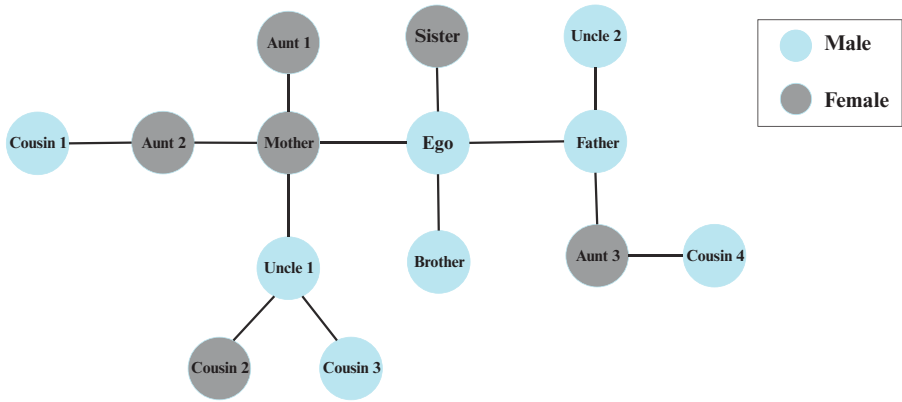 Aunt 1
Sister
Uncle 2
Male
Female
Cousin 1
Aunt 2
Mother
Ego
Father
Uncle 1
Brother
Aunt 3
Cousin 4
Cousin 2
Cousin 3